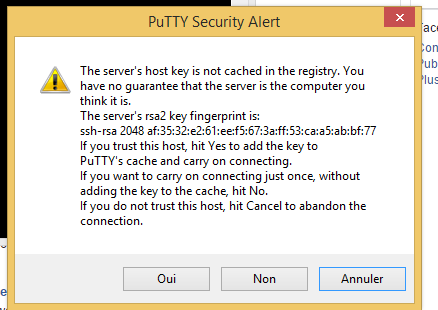 PuTTY Security Alert
The server's host key is not cached in the registry. You
have no guarantee that the server is the computer you
think it is.
The server's rsa2 key fingerprint is:
ssh-rsa 2048 af:35:32:e2:61:ee:f5:67:3a:ff:53:ca:a5:ab:bf:77
If you trust this host, hit Yes to add the key to
PuTTY's cache and carry on connecting.
If you want to carry on connecting just once, without
adding the key to the cache, hit No.
If you do not trust this host, hit Cancel to abandon the
connection.
Oui Non Annuler